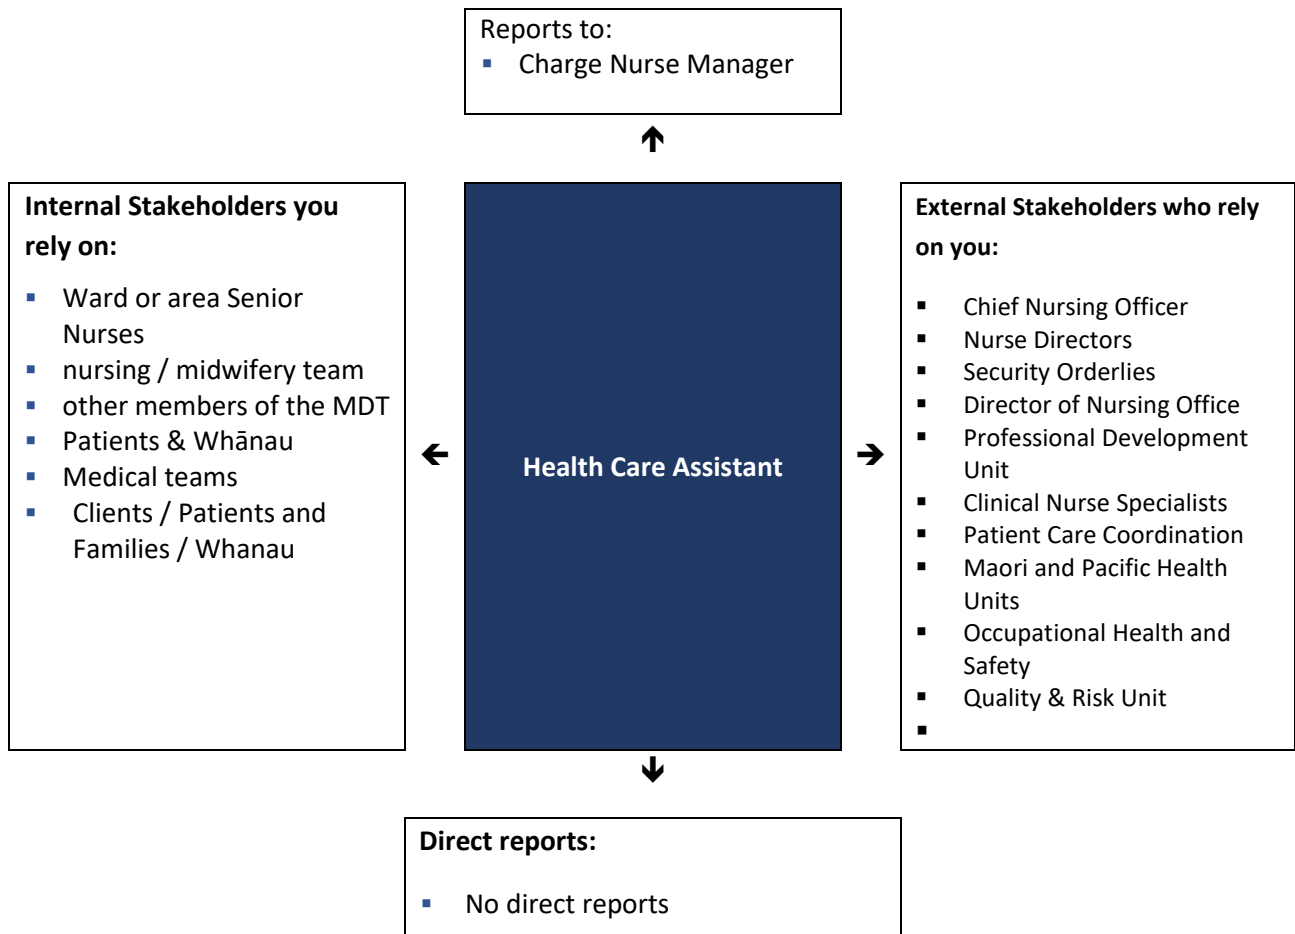 Reports to:
▪ Charge Nurse Manager
Internal Stakeholders you
rely on:
▪ Ward or area Senior
Nurses
▪ nursing / midwifery team
▪ other members of the MDT
▪ Patients & Whānau
▪ Medical teams
▪ Clients / Patients and
Families / Whanau
Health Care Assistant
External Stakeholders who rely
on you:
▪ Chief Nursing Officer
▪ Nurse Directors
▪ Security Orderlies
▪ Director of Nursing Office
▪ Professional Development
Unit
▪ Clinical Nurse Specialists
▪ Patient Care Coordination
▪ Maori and Pacific Health
Units
▪ Occupational Health and
Safety
▪ Quality & Risk Unit
▪
Direct reports:
▪ No direct reports